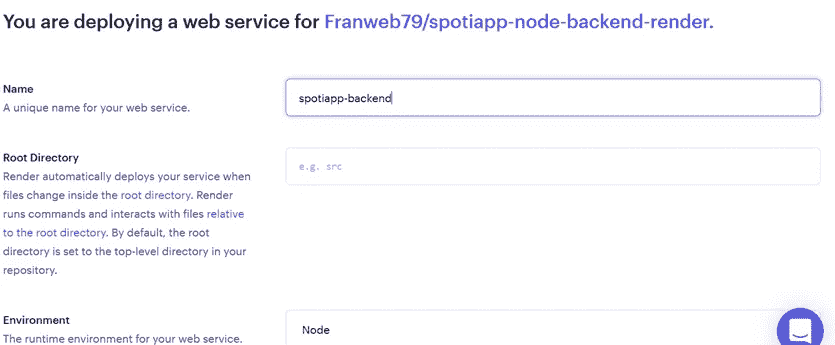 You are deploying a web service for Franweb79/spotiapp-node-backend-render.
Name
A unique name for your web service.
spotiapp-backend
Root Directory
Render automatically deploys your service when
files change inside the root directory. Render
runs commands and interacts with files relative
to the root directory. By default, the root
directory is set to the top-level directory in your
repository.
e.g. src
Environment
The runtime environment for your web service.
Node